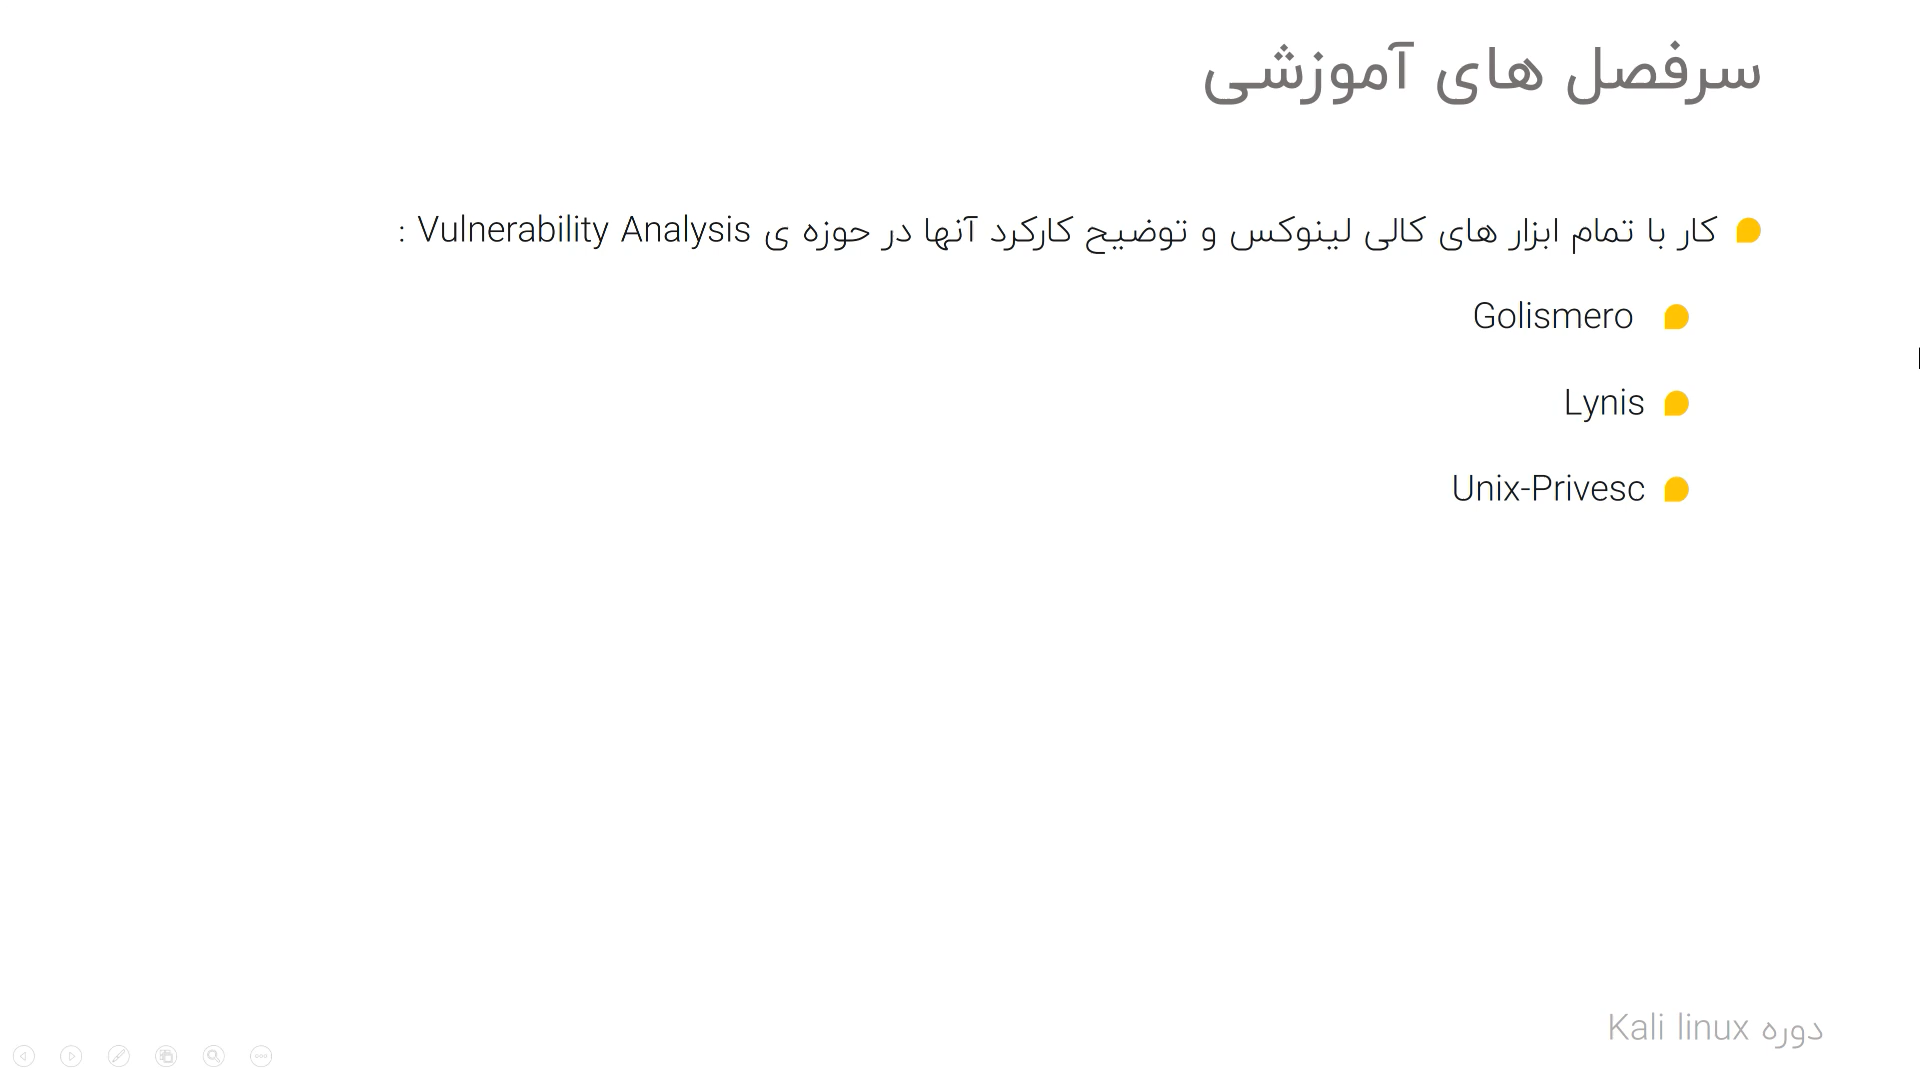 سرفصل های آموزشی
کار با تمام ابزار های کالی لینوکس و توضیح کارکرد آنها در حوزه ی Vulnerability Analysis :
Golismero
Lynis
Unix-Privesc
دوره Kali linux